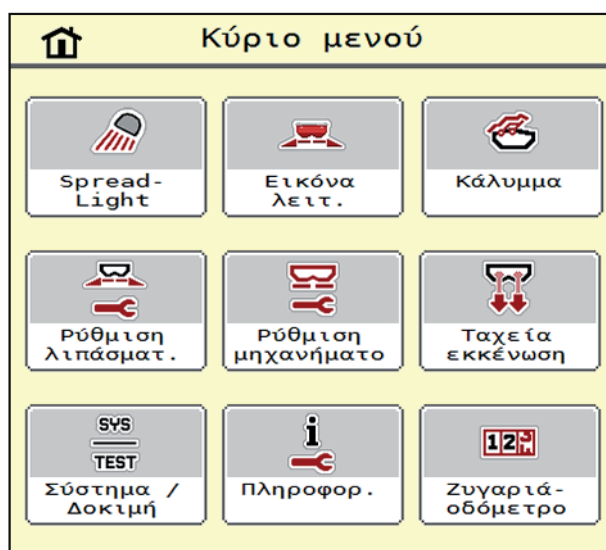 Κύριο μενού
Spread-
Light
Εικόνα
λειτ.
Κάλυμμα
Ρύθμιση
λιπάσματ.
Ρύθμιση
μηχανήματο
Ταχεία
εκκένωση
SYS
TEST
Σύστημα /
Δοκιμή
i
Πληροφορ.
12
Ζυγαριά-
οδόμετρο